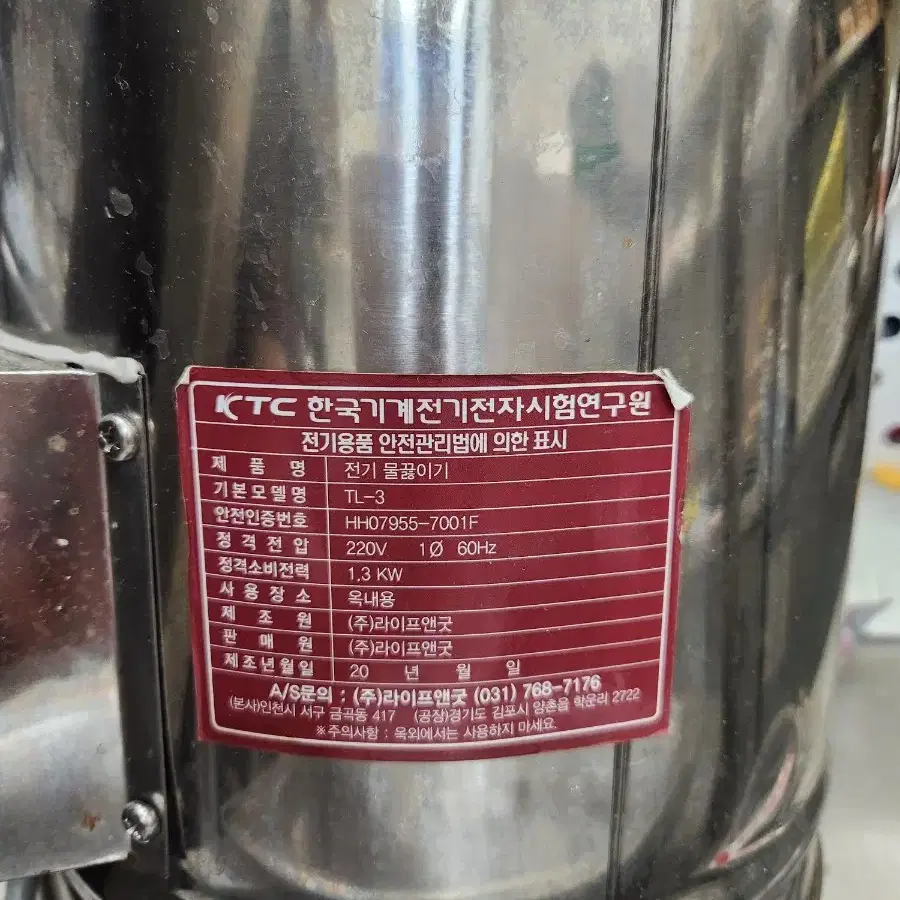 KTC 한국기계전기전자시험연구원
전기용품 안전관리법에 의한 표시
제품명 전기 물끓이기
기본모델명 TL-3
안전인증번호 HH07955-7001F
정격전압 220V 1Ø 60Hz
정격소비전력 1.3 KW
사용장소 옥내용
제조원 (주)라이프앤굿
판매원 (주)라이프앤굿
제조년월일 20 년 월 일
A/S문의 : (주)라이프앤굿 (031) 768-7176
(본사)인천시 서구 금곡동 417 (공장)경기도 김포시 양촌읍 학운리 2722
※주의사항 : 옥외에서는 사용하지 마세요.